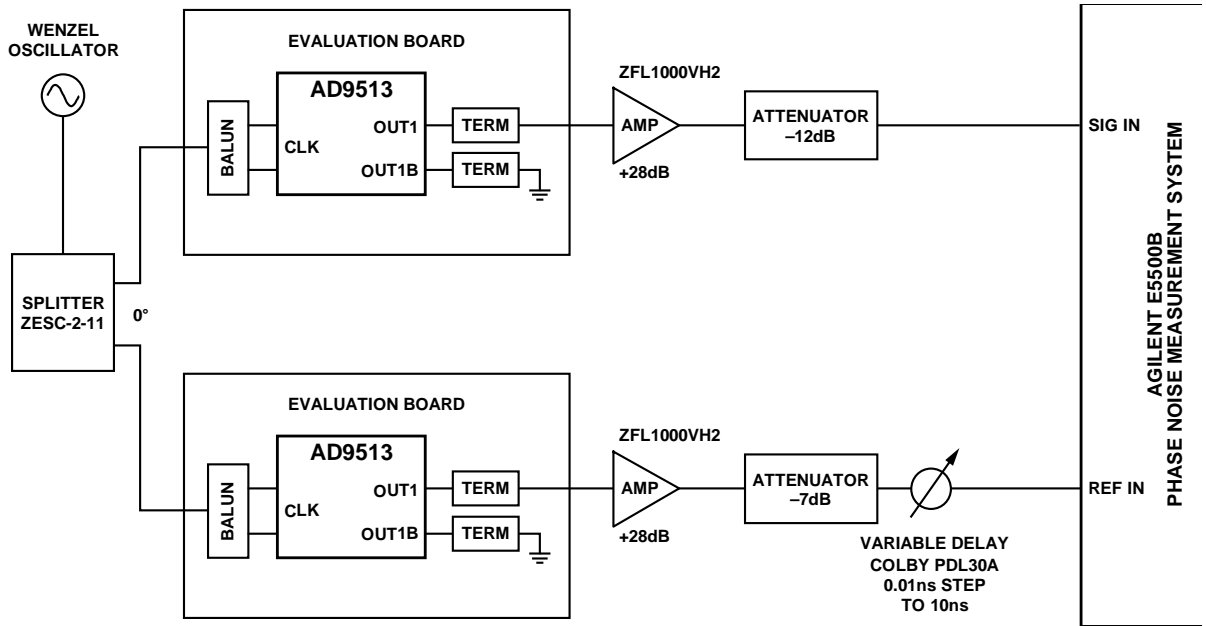 WENZEL
OSCILLATOR
SPLITTER
ZESC-2-11
0°
EVALUATION BOARD
BALUN
AD9513
CLK
OUT1
OUT1B
TERM
TERM
ZFL1000VH2
AMP
+28dB
ATTENUATOR
–12dB
SIG IN
EVALUATION BOARD
BALUN
AD9513
CLK
OUT1
OUT1B
TERM
TERM
ZFL1000VH2
AMP
+28dB
ATTENUATOR
–7dB
VARIABLE DELAY
COLBY PDL30A
0.01ns STEP
TO 10ns
REF IN
AGILENT E5500B
PHASE NOISE MEASUREMENT SYSTEM